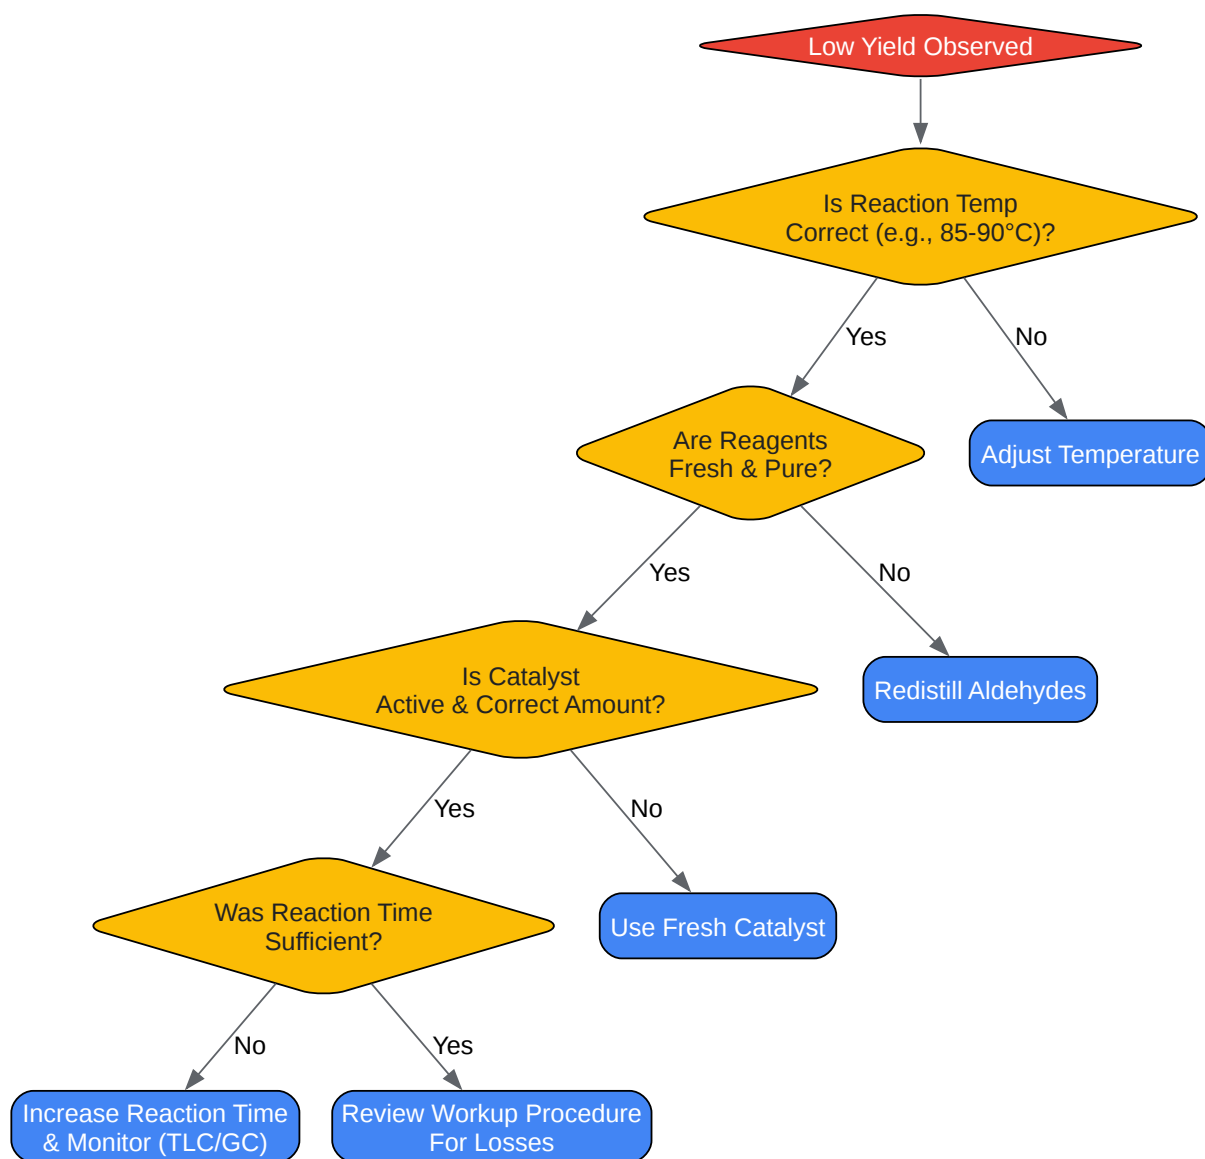 Low Yield Observed
Is Reaction Temp
Correct (e.g., 85-90°C)?
Yes
No
Are Reagents
Fresh & Pure?
Adjust Temperature
Yes
No
Is Catalyst
Active & Correct Amount?
Redistill Aldehydes
Yes
No
Was Reaction Time
Sufficient?
Use Fresh Catalyst
No
Yes
Increase Reaction Time
& Monitor (TLC/GC)
Review Workup Procedure
For Losses